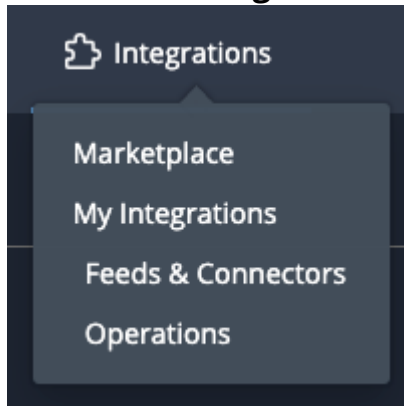 Integrations
Marketplace
My Integrations
Feeds & Connectors
Operations